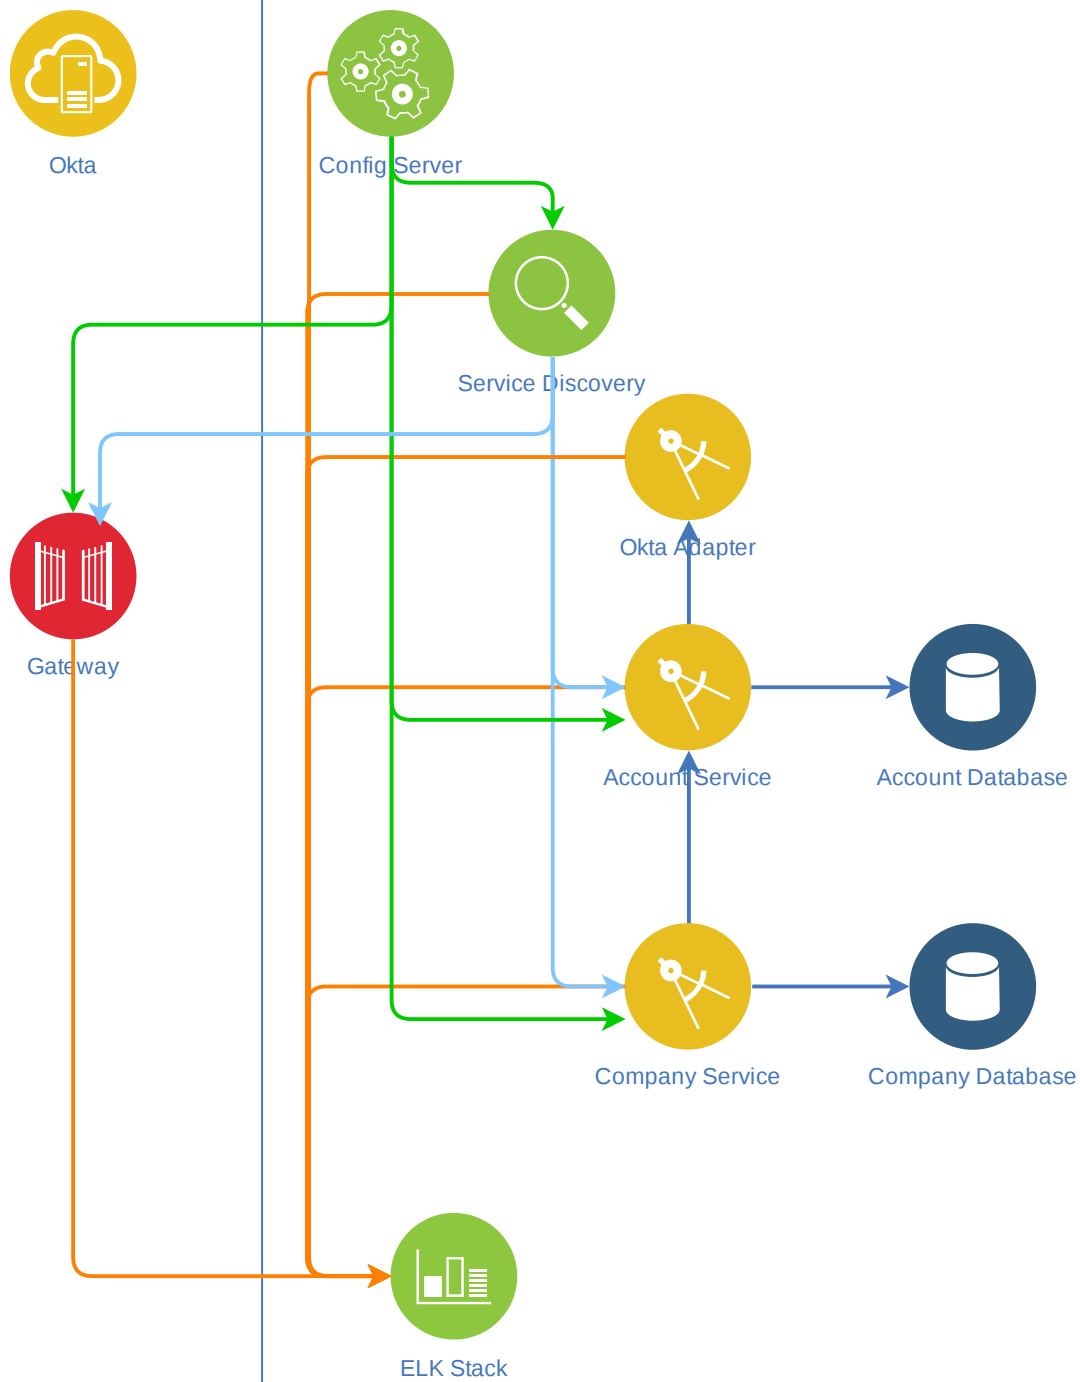 Okta
Config Server
Service Discovery
Okta Adapter
Gateway
Account Service
Account Database
Company Service
Company Database
ELK Stack